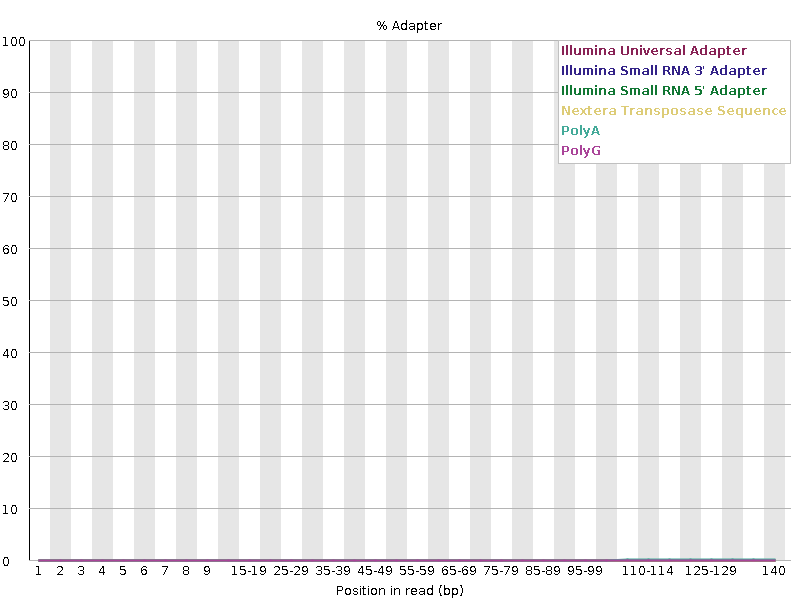 % Adapter
100
90
80
70
60
50
40
30
20
10
0
Illumina Universal Adapter
Illumina Small RNA 3' Adapter
Illumina Small RNA 5' Adapter
Nextera Transposase Sequence
PolyA
PolyG
1 2 3 4 5 6 7 8 9 15-19 25-29 35-39 45-49 55-59 65-69 75-79 85-89 95-99 110-114 125-129 140
Position in read (bp)